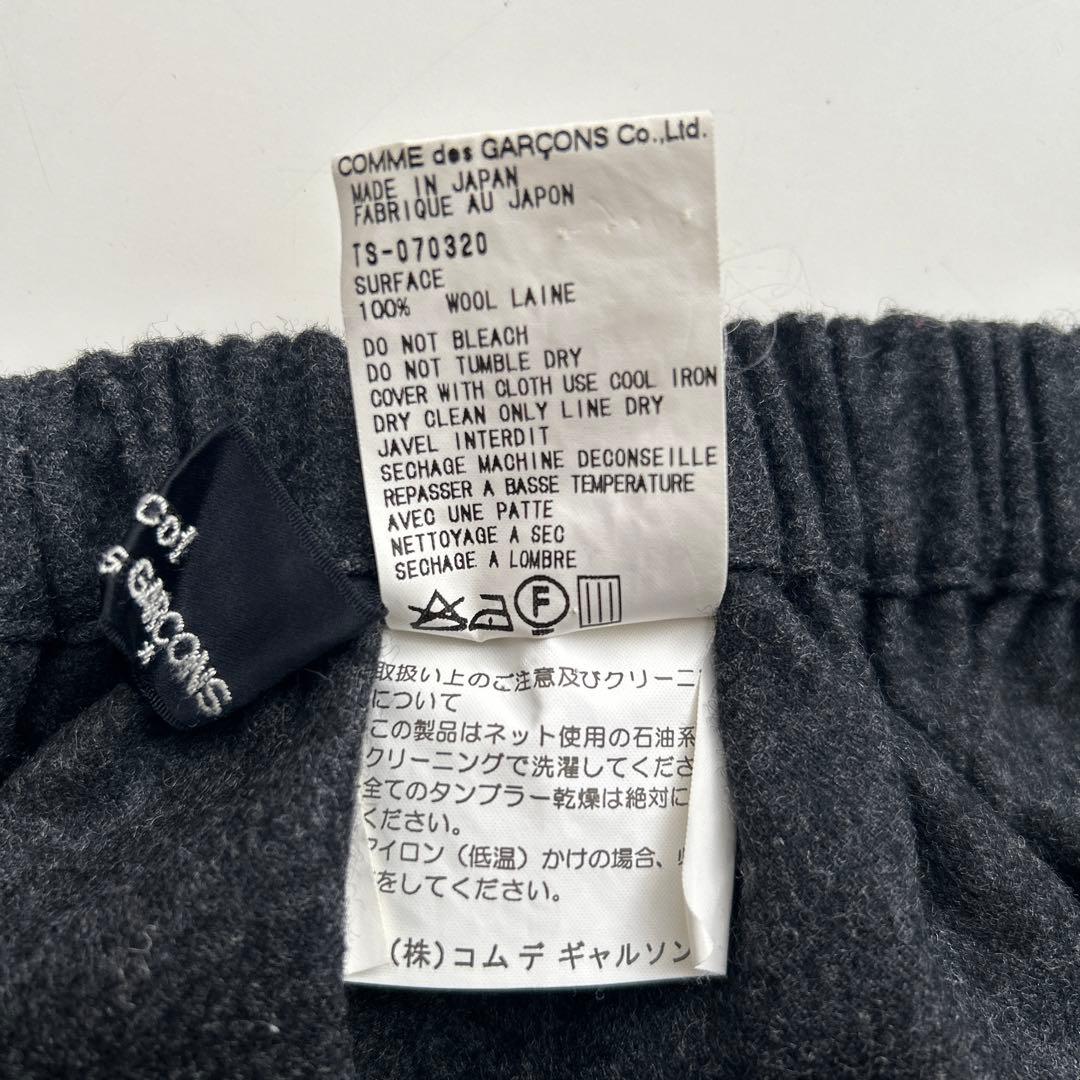 COMME des GARÇONS Co.,Ltd.
MADE IN JAPAN
FABRIQUE AU JAPON
TS-070320
SURFACE
100% WOOL LAINE
DO NOT BLEACH
DO NOT TUMBLE DRY
COVER WITH CLOTH USE COOL IRON
DRY CLEAN ONLY LINE DRY
JAVEL INTERDIT
SECHAGE MACHINE DECONSEILLE
REPASSER A BASSE TEMPERATURE
AVEC UNE PATTE
NETTOYAGE A SEC
SECHAGE A LOMBRE
F
取扱い上のご注意及びクリーニ
について
この製品はネット使用の石油系
クリーニングで洗濯してくださ
全てのタンブラー乾燥は絶対に
ください。
アイロン（低温）かけの場合、
をしてください。
（株）コム デ ギャルソン
GARÇONS